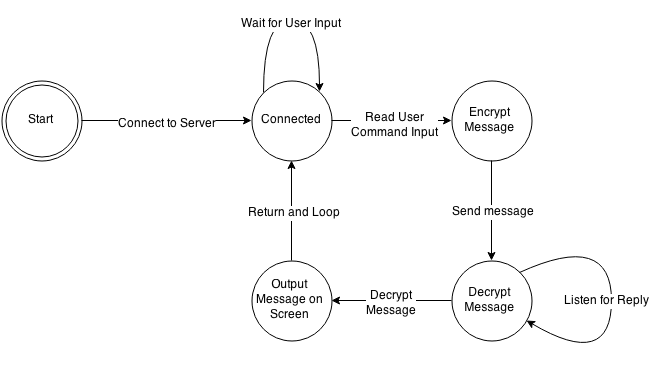 Wait for User Input
Start
Connect to Server
Connected
Read User
Command Input
Encrypt
Message
Return and Loop
Send message
Output
Message on
Screen
Decrypt
Message
Decrypt
Message
Listen for Reply